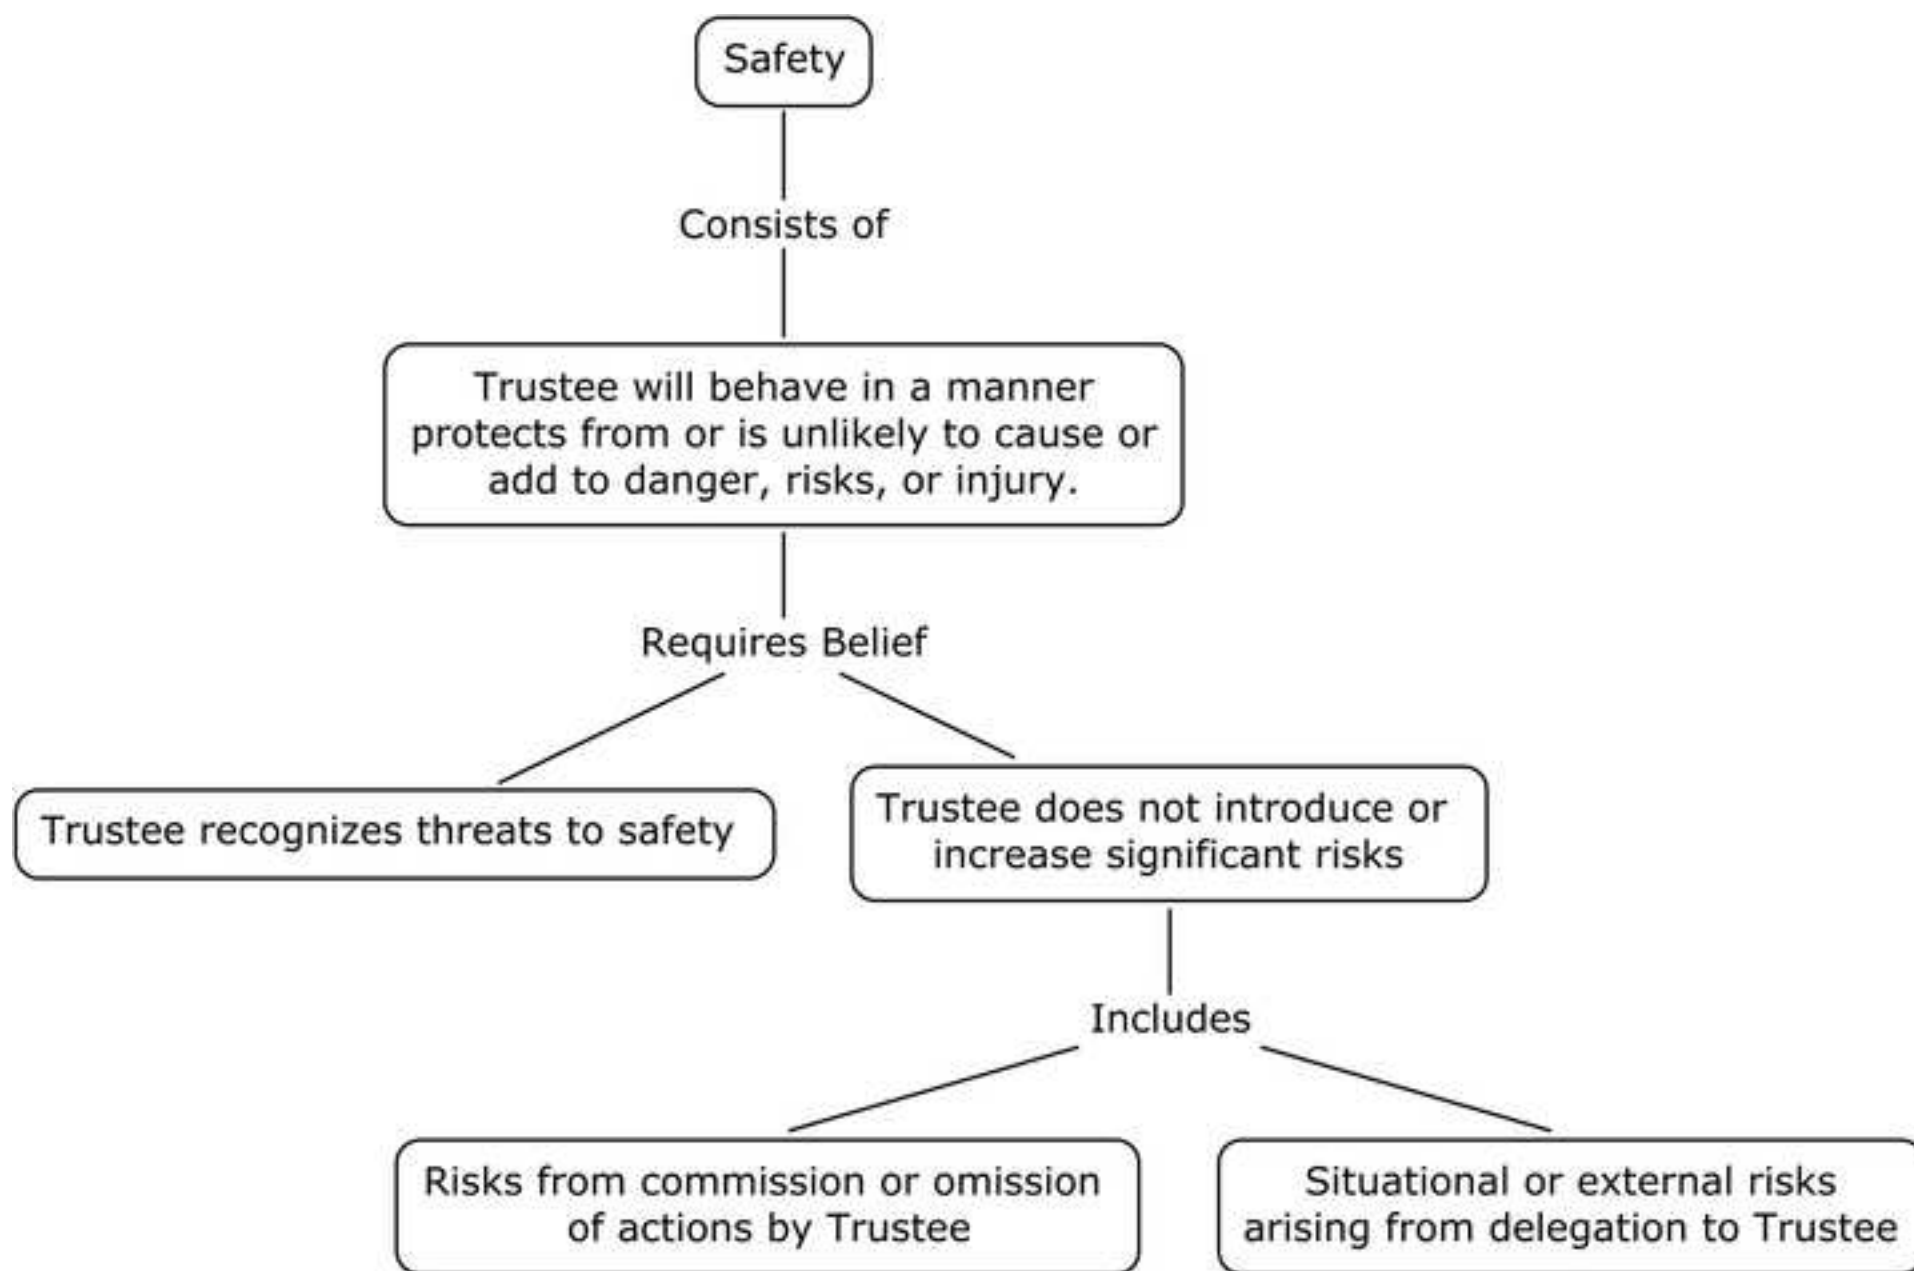 Safety
Consists of
Trustee will behave in a manner
protects from or is unlikely to cause or
add to danger, risks, or injury.
Requires Belief
Trustee recognizes threats to safety
Trustee does not introduce or
increase significant risks
Includes
Risks from commission or omission
of actions by Trustee
Situational or external risks
arising from delegation to Trustee